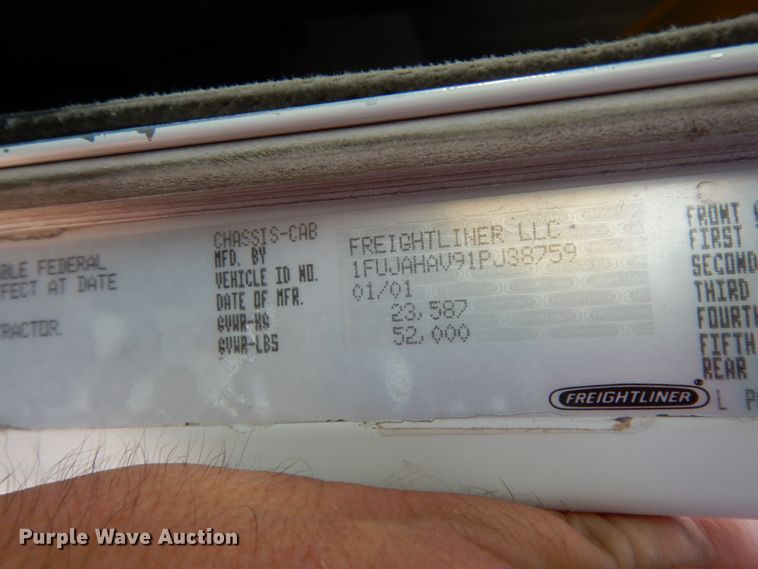 ABLE FEDERAL
FFECT AT DATE
TRACTOR
CHASSIS-CAB
MFD. BY FREIGHTLINER LLC
VEHICLE ID NO. 1FUJAHAV91PJ38759
DATE OF MFR. 01/01
GVWR-KG 23,587
GVWR-LBS 52,000
FRONT
FIRST
SECOND
THIRD
FOURTH
FIFTH
REAR
FREIGHTLINER®
L P
Purple Wave Auction